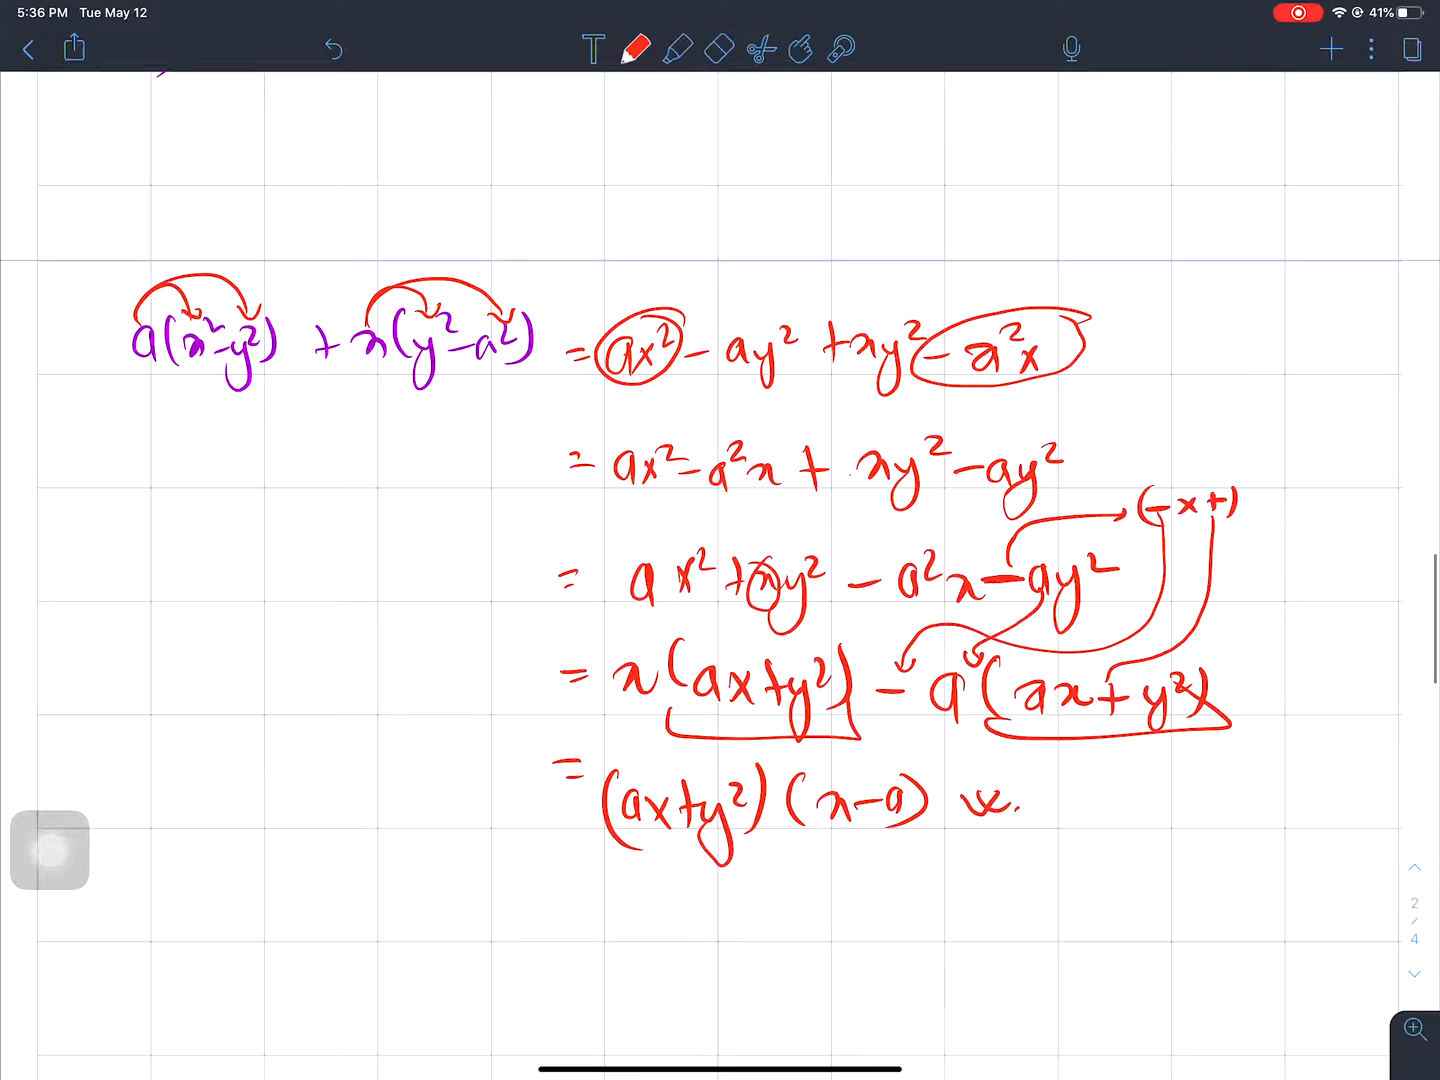 5:36 PM Tue May 12 41%
T
a(x²-y²) + x(y²-a²) = ax² - ay² + xy² - a²x
= ax² - a²x + xy² - ay²
(- x +)
= ax² + xy² - a²x - ay²
= x(ax+y²) - a(ax+y²)
= (ax+y²)(x-a)
2
/
4